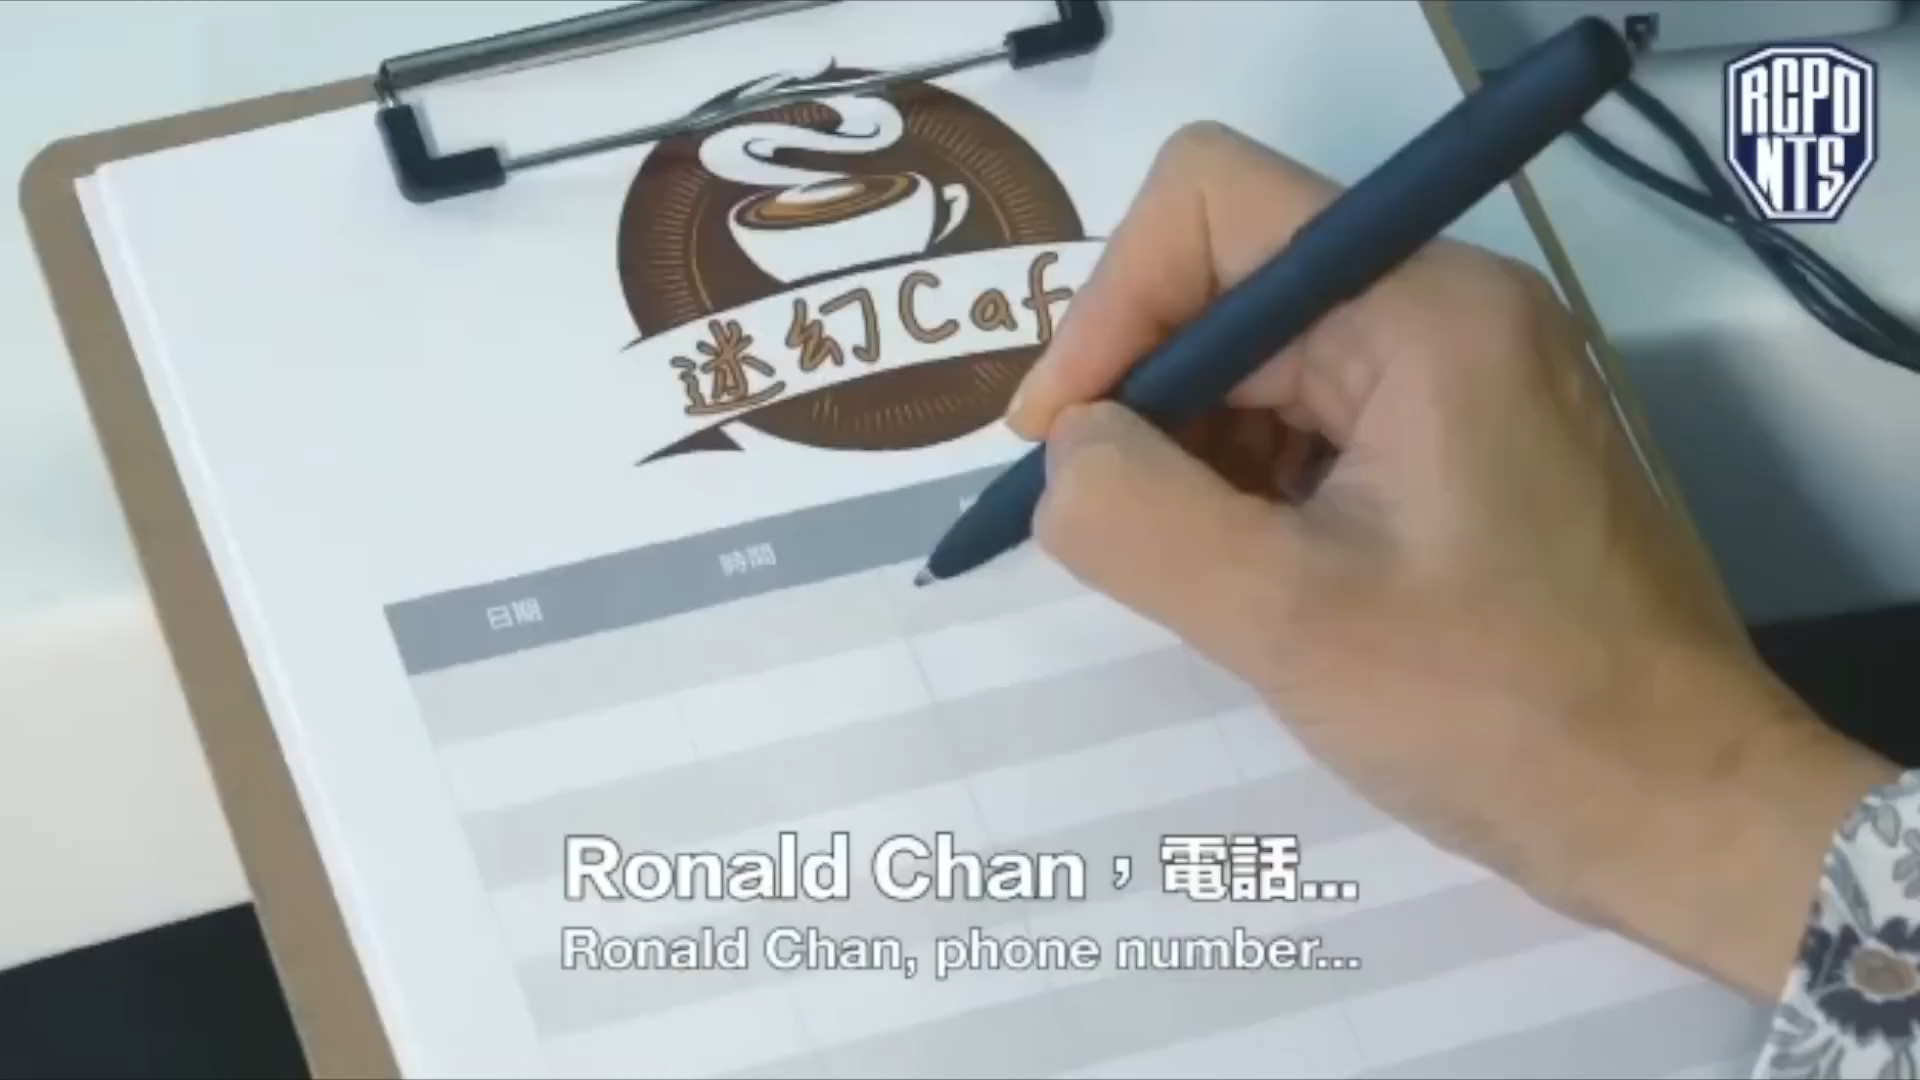 RCPO
NTS
迷幻Caf
日期
時間
Ronald Chan，電話...
Ronald Chan, phone number...